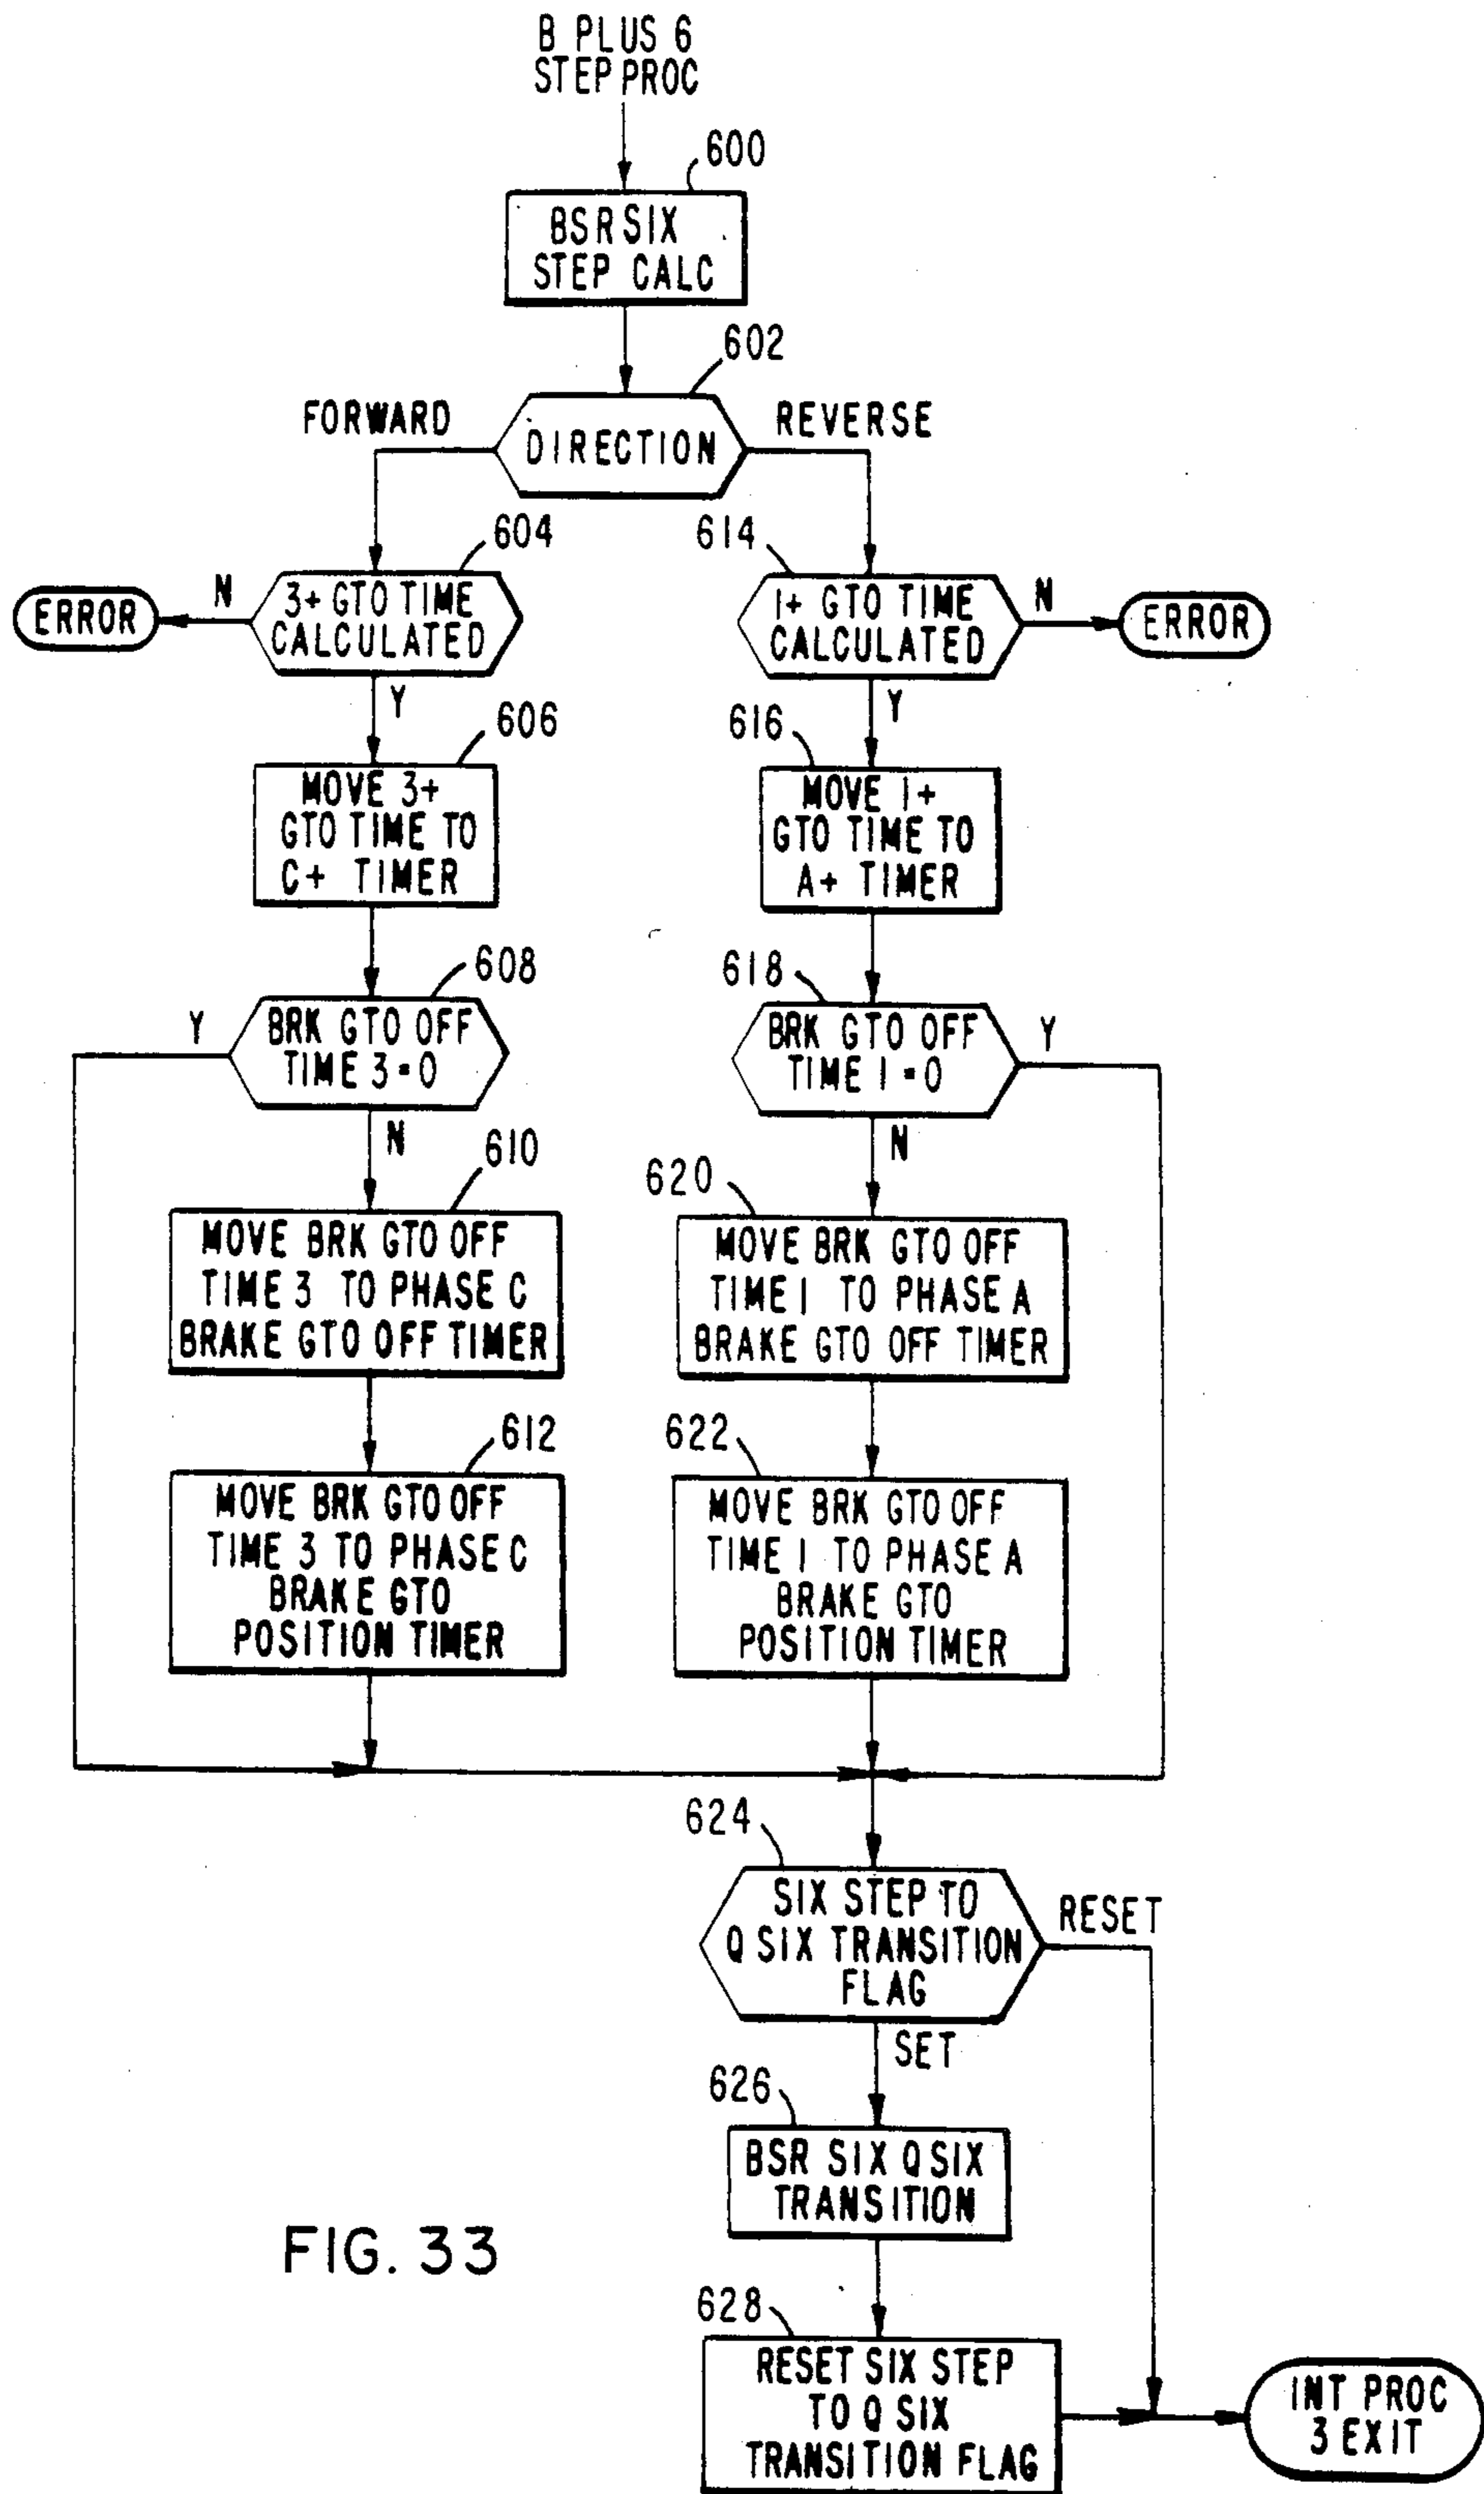 B PLUS 6
STEP PROC
600
BSR SIX
STEP CALC
602
FORWARD
DIRECTION
REVERSE
604
614
ERROR
N
3+ GTO TIME
CALCULATED
1+ GTO TIME
CALCULATED
N
ERROR
Y
Y
606
616
MOVE 3+
GTO TIME TO
C+ TIMER
MOVE 1+
GTO TIME TO
A+ TIMER
608
618
Y
BRK GTO OFF
TIME 3=0
BRK GTO OFF
TIME 1=0
Y
N
N
610
620
MOVE BRK GTO OFF
TIME 3 TO PHASE C
BRAKE GTO OFF TIMER
MOVE BRK GTO OFF
TIME 1 TO PHASE A
BRAKE GTO OFF TIMER
612
622
MOVE BRK GTO OFF
TIME 3 TO PHASE C
BRAKE GTO
POSITION TIMER
MOVE BRK GTO OFF
TIME 1 TO PHASE A
BRAKE GTO
POSITION TIMER
624
SIX STEP TO
Q SIX TRANSITION
FLAG
RESET
SET
626
BSR SIX Q SIX
TRANSITION
FIG. 33
628
RESET SIX STEP
TO Q SIX
TRANSITION FLAG
INT PROC
3 EXIT